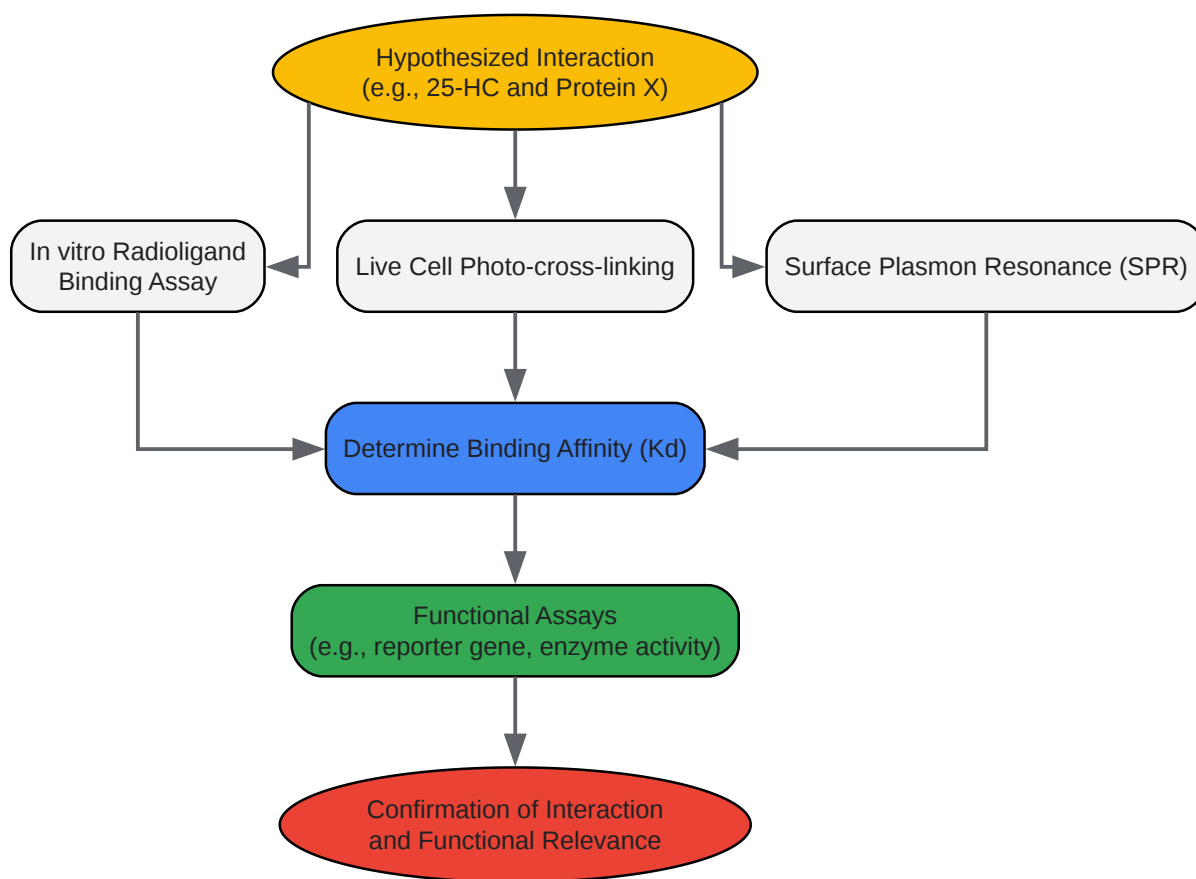 Hypothesized Interaction
(e.g., 25-HC and Protein X)
In vitro Radioligand
Binding Assay
Live Cell Photo-cross-linking
Surface Plasmon Resonance (SPR)
Determine Binding Affinity (Kd)
Functional Assays
(e.g., reporter gene, enzyme activity)
Confirmation of Interaction
and Functional Relevance